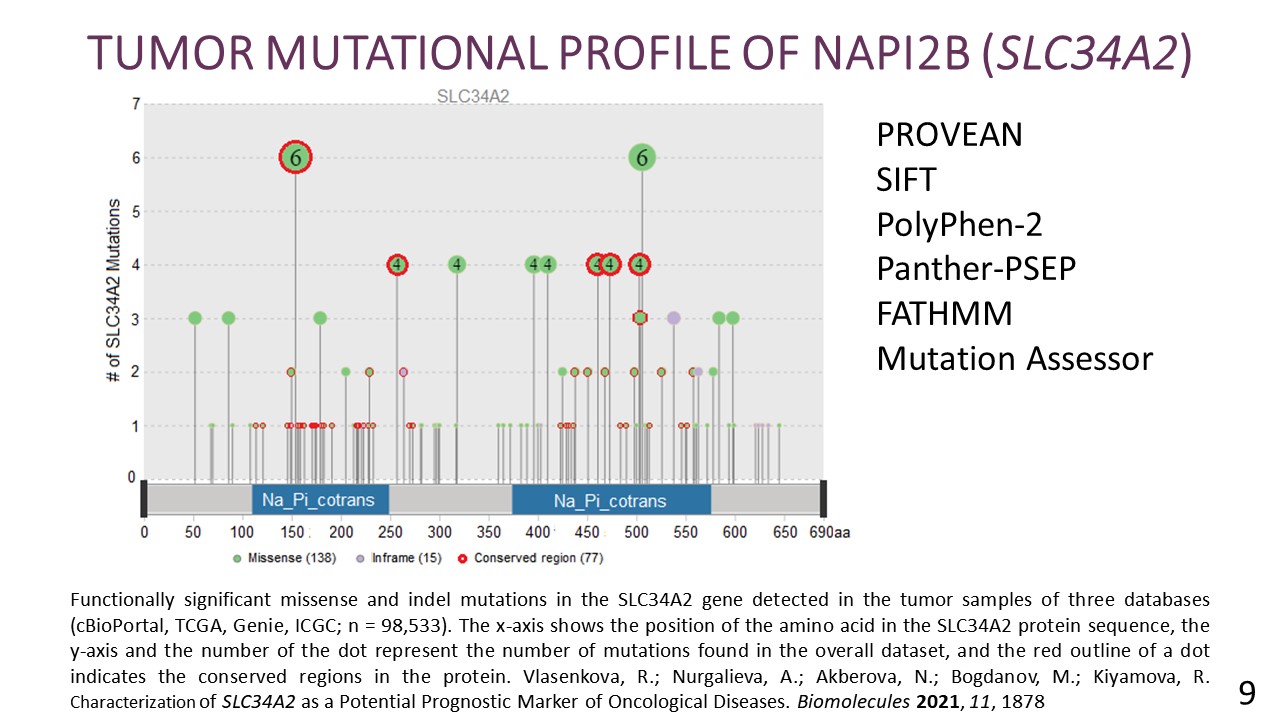 TUMOR MUTATIONAL PROFILE OF NAPI2B (SLC34A2)
SLC34A2
# of SLC34A2 Mutations
7
6
5
4
3
2
1
0
6
6
4
4
4
4
4
4
4
Na_Pi_cotrans
Na_Pi_cotrans
0 50 100 150 200 250 300 350 400 450 500 550 600 650 690aa
Missense (138) Inframe (15) Conserved region (77)
PROVEAN
SIFT
PolyPhen-2
Panther-PSEP
FATHMM
Mutation Assessor
Functionally significant missense and indel mutations in the SLC34A2 gene detected in the tumor samples of three databases
(cBioPortal, TCGA, Genie, ICGC; n = 98,533). The x-axis shows the position of the amino acid in the SLC34A2 protein sequence, the
y-axis and the number of the dot represent the number of mutations found in the overall dataset, and the red outline of a dot
indicates the conserved regions in the protein. Vlasenkova, R.; Nurgalieva, A.; Akberova, N.; Bogdanov, M.; Kiyamova, R.
Characterization of SLC34A2 as a Potential Prognostic Marker of Oncological Diseases. Biomolecules 2021, 11, 1878
9